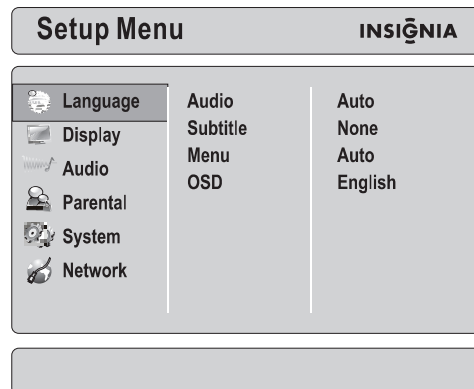 Setup Menu
INSIGNIA
Language
Display
Audio
Parental
System
Network
Audio Auto
Subtitle None
Menu Auto
OSD English